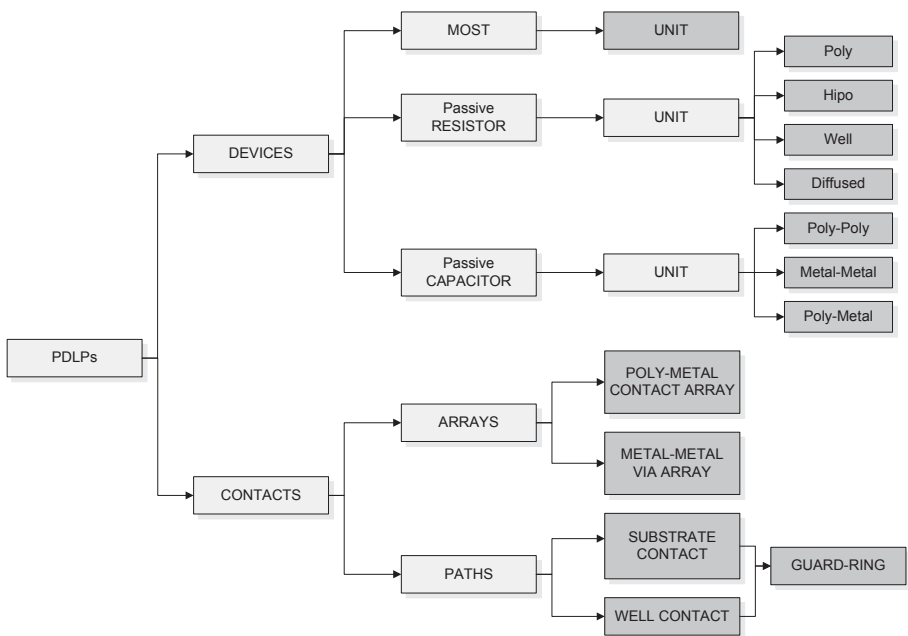 PDLPs
DEVICES
MOST
UNIT
Passive
RESISTOR
UNIT
Poly
Hipo
Well
Diffused
Passive
CAPACITOR
UNIT
Poly-Poly
Metal-Metal
Poly-Metal
CONTACTS
ARRAYS
POLY-METAL
CONTACT ARRAY
METAL-METAL
VIA ARRAY
PATHS
SUBSTRATE
CONTACT
WELL CONTACT
GUARD-RING